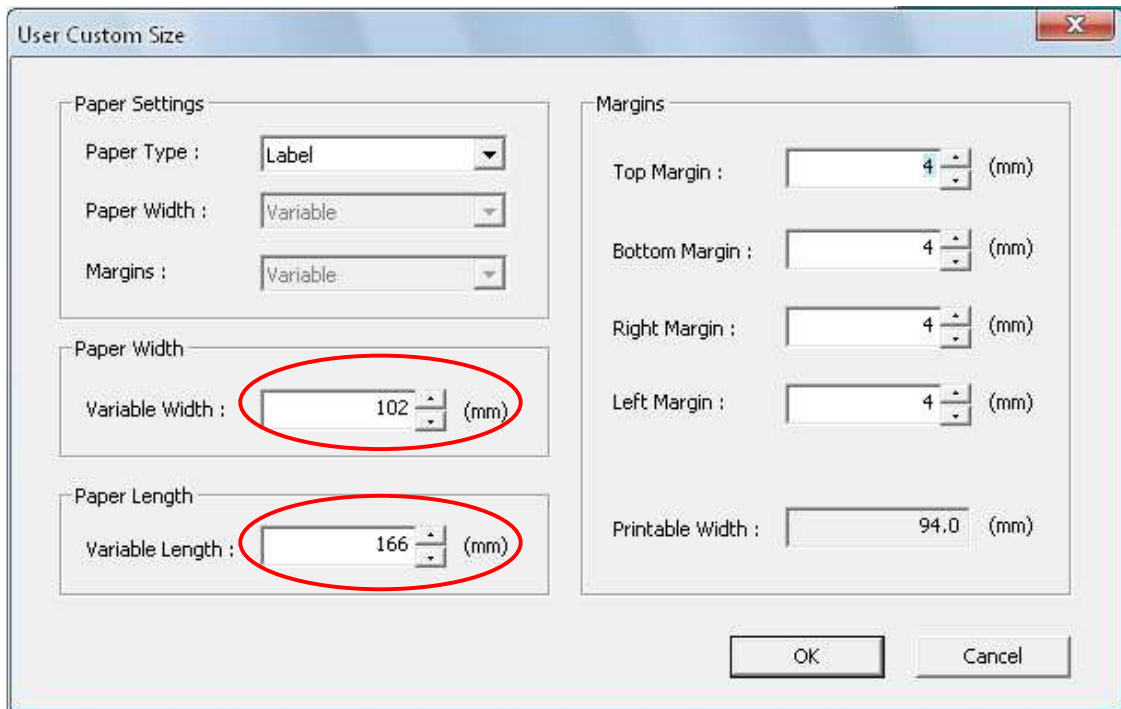 User Custom Size
Paper Settings
Paper Type : Label
Paper Width : Variable
Margins : Variable
Paper Width
Variable Width : 102 (mm)
Paper Length
Variable Length : 166 (mm)
Margins
Top Margin : 4 (mm)
Bottom Margin : 4 (mm)
Right Margin : 4 (mm)
Left Margin : 4 (mm)
Printable Width : 94.0 (mm)
OK Cancel